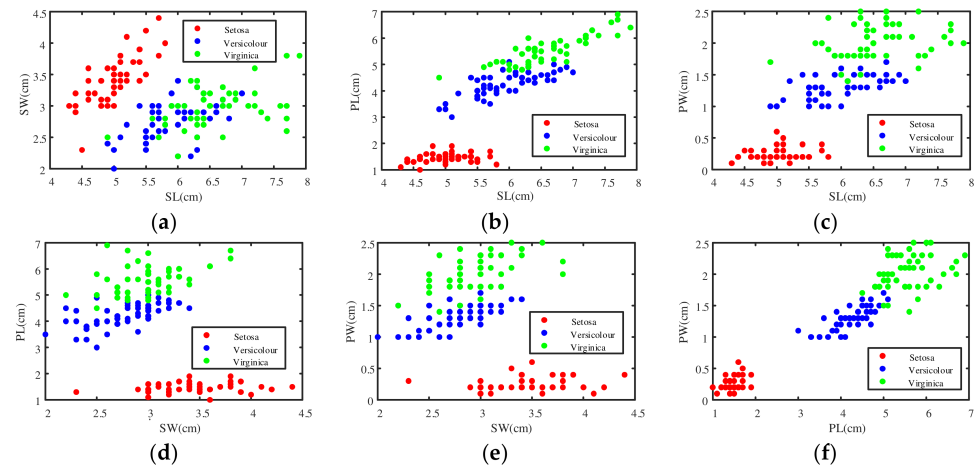 4.5
4
3.5
3
2.5
2
SW(cm)
Setosa
Versicolour
Virginica
4 4.5 5 5.5 6 6.5 7 7.5 8
SL(cm)
(a)
7
6
5
4
3
2
1
PL(cm)
Setosa
Versicolour
Virginica
4 4.5 5 5.5 6 6.5 7 7.5 8
SL(cm)
(b)
2.5
2
1.5
1
0.5
0
PW(cm)
Setosa
Versicolour
Virginica
4 4.5 5 5.5 6 6.5 7 7.5 8
SL(cm)
(c)
7
6
5
4
3
2
1
PL(cm)
Setosa
Versicolour
Virginica
2 2.5 3 3.5 4 4.5
SW(cm)
(d)
2.5
2
1.5
1
0.5
0
PW(cm)
Setosa
Versicolour
Virginica
2 2.5 3 3.5 4 4.5
SW(cm)
(e)
2.5
2
1.5
1
0.5
0
PW(cm)
Setosa
Versicolour
Virginica
1 2 3 4 5 6 7
PL(cm)
(f)